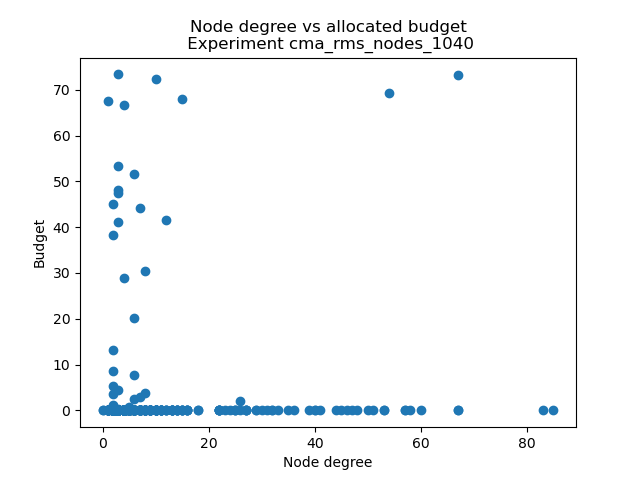 Node degree vs allocated budget
Experiment cma_rms_nodes_1040
Budget
70
60
50
40
30
20
10
0
0 20 40 60 80
Node degree